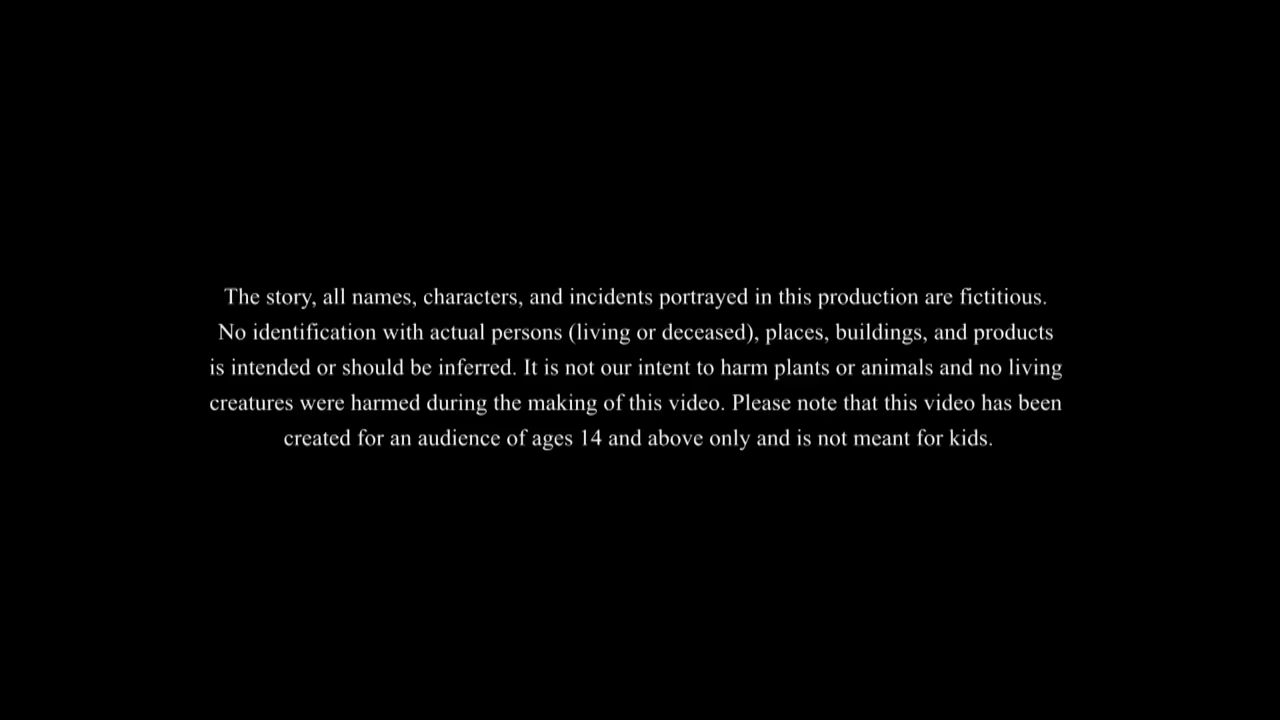 The story, all names, characters, and incidents portrayed in this production are fictitious.
No identification with actual persons (living or deceased), places, buildings, and products
is intended or should be inferred. It is not our intent to harm plants or animals and no living
creatures were harmed during the making of this video. Please note that this video has been
created for an audience of ages 14 and above only and is not meant for kids.